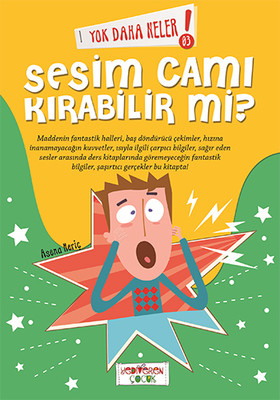 YOK DAHA NELER!
03
SESİM CAMI
KIRABİLİR Mİ?
Maddenin fantastik halleri, baş döndürücü çekimler, hızına
inanamayacağın kuvvetler, ısıyla ilgili çarpıcı bilgiler, sağır eden
sesler arasında ders kitaplarında göremeyeceğin fantastik
bilgiler, şaşırtıcı gerçekler bu kitapta!
Asena Meriç
YEDİVEREN
ÇOCUK